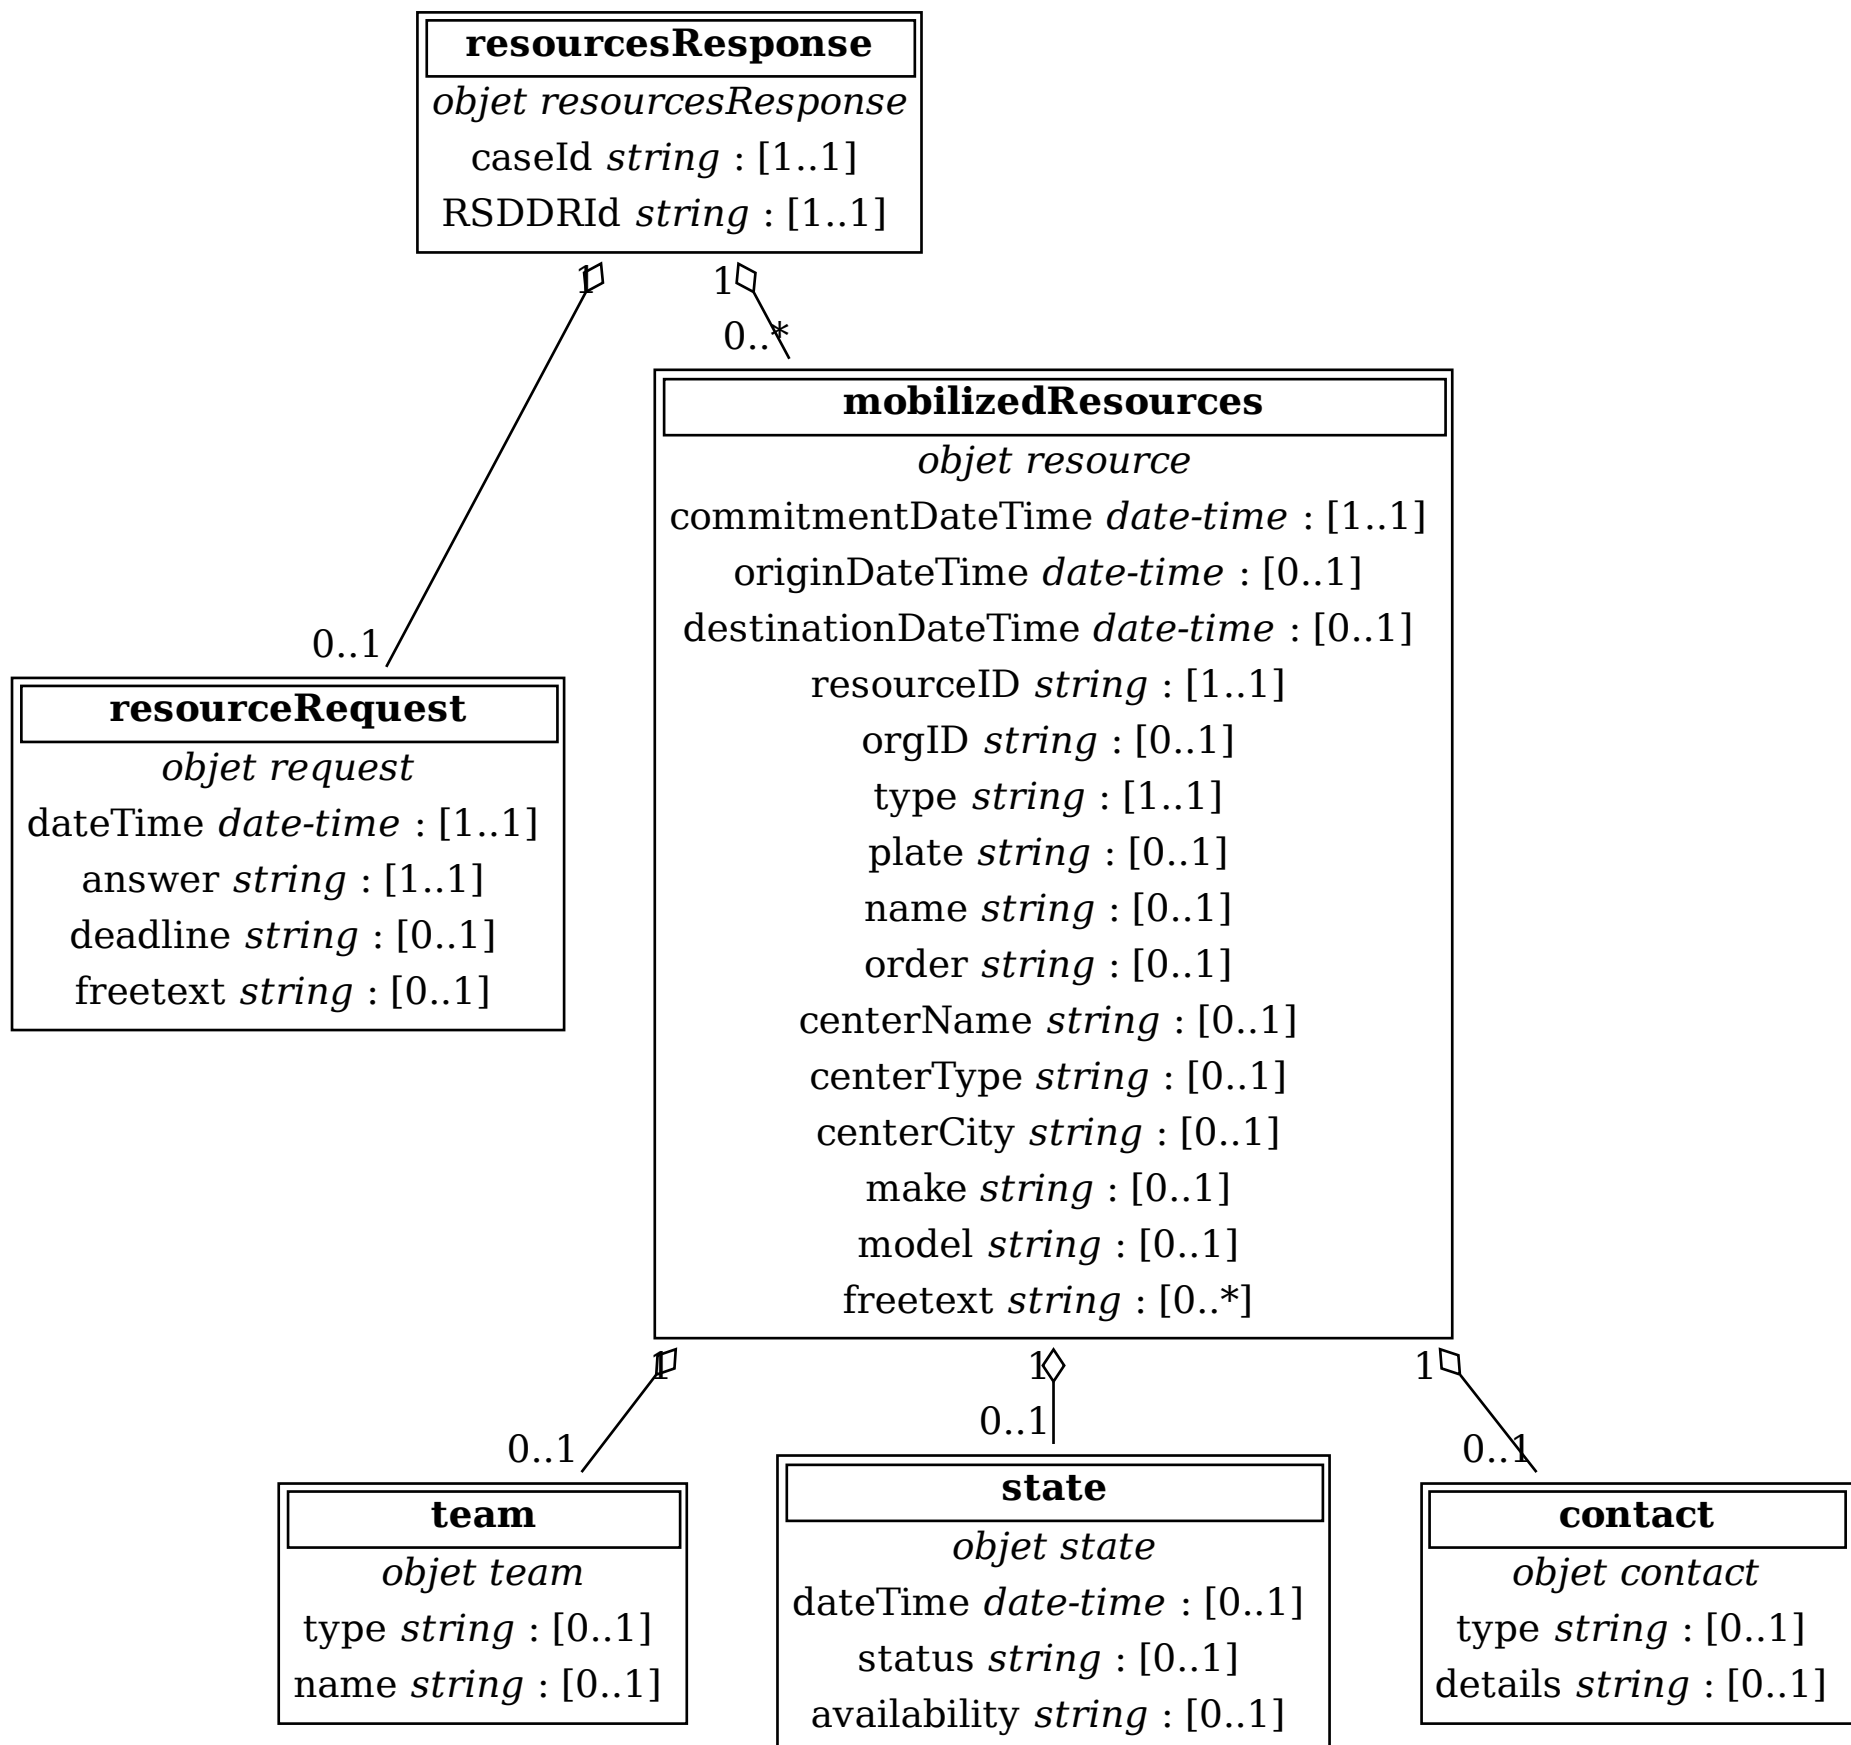 resourcesResponse
objet resourcesResponse
caseId string : [1..1]
RSDDRId string : [1..1]
1
1
0..*
mobilizedResources
objet resource
commitmentDateTime date-time : [1..1]
originDateTime date-time : [0..1]
destinationDateTime date-time : [0..1]
resourceID string : [1..1]
orgID string : [0..1]
type string : [1..1]
plate string : [0..1]
name string : [0..1]
order string : [0..1]
centerName string : [0..1]
centerType string : [0..1]
centerCity string : [0..1]
make string : [0..1]
model string : [0..1]
freetext string : [0..*]
0..1
resourceRequest
objet request
dateTime date-time : [1..1]
answer string : [1..1]
deadline string : [0..1]
freetext string : [0..1]
1
1
1
0..1
0..1
0..1
team
objet team
type string : [0..1]
name string : [0..1]
state
objet state
dateTime date-time : [0..1]
status string : [0..1]
availability string : [0..1]
contact
objet contact
type string : [0..1]
details string : [0..1]